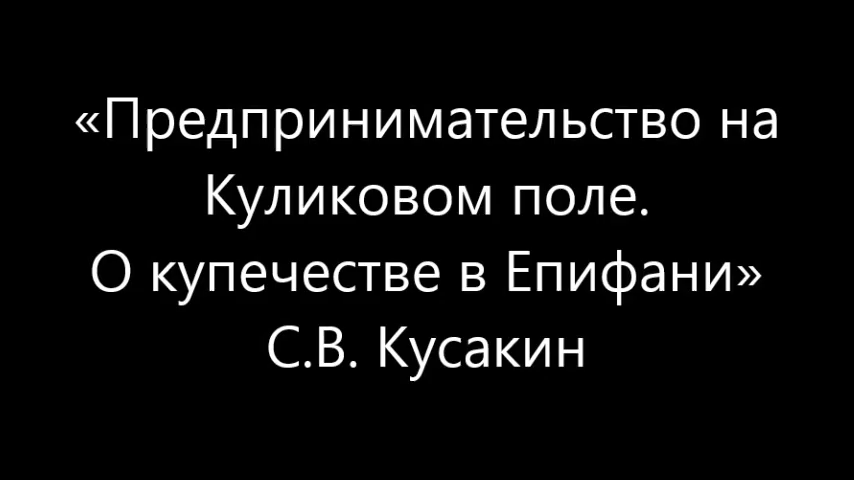 «Предпринимательство на
Куликовом поле.
О купечестве в Епифани»
С.В. Кусакин